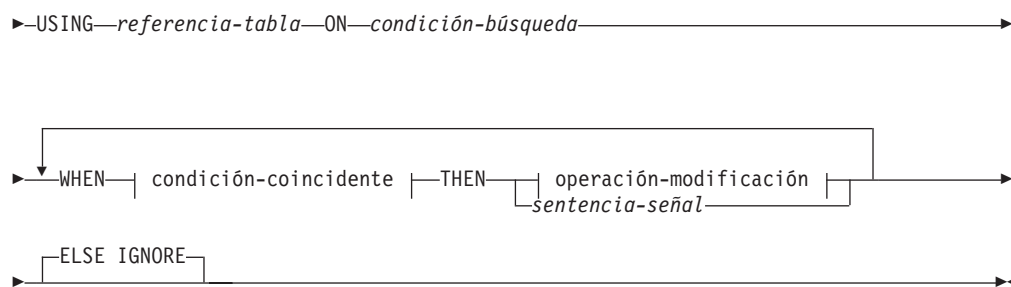 USING referencia-tabla ON condición-búsqueda
WHEN condición-coincidente THEN operación-modificación
sentencia-señal
ELSE IGNORE